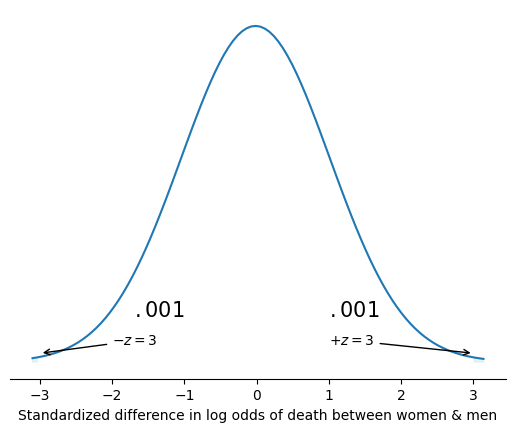 .001 .001
−z = 3 +z = 3
−3 −2 −1 0 1 2 3
Standardized difference in log odds of death between women & men